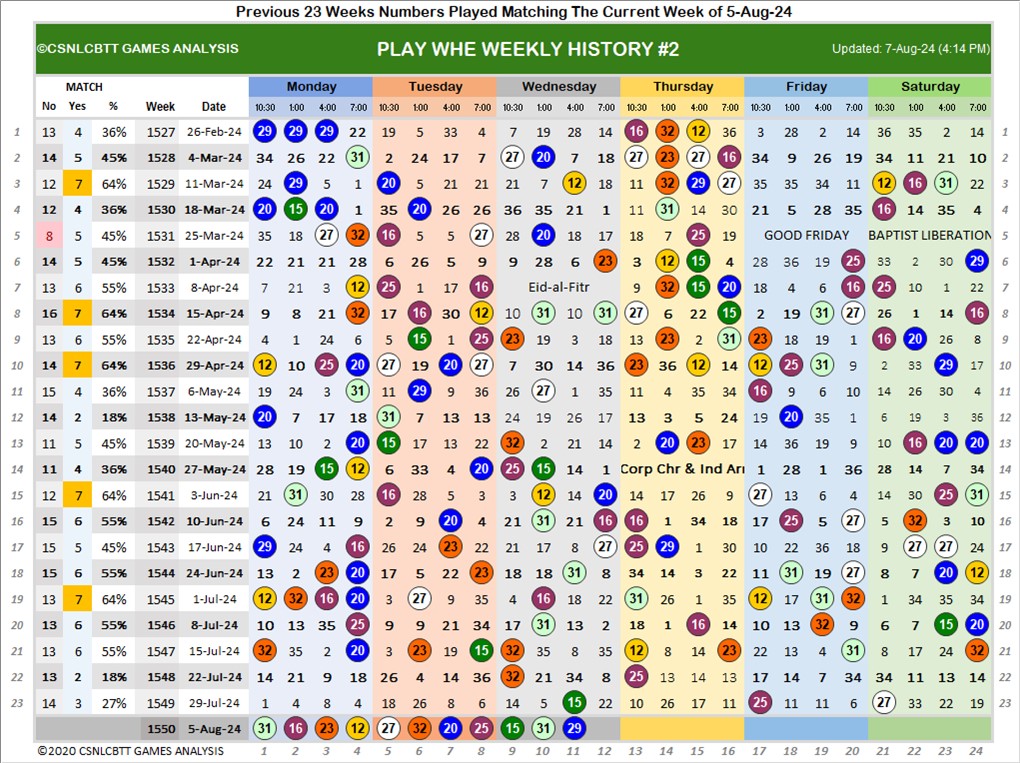 Previous 23 Weeks Numbers Played Matching The Current Week of 5-Aug-24
©CSNLCBTT GAMES ANALYSIS PLAY WHE WEEKLY HISTORY #2 Updated: 7-Aug-24 (4:14 PM)
MATCH Monday Tuesday Wednesday Thursday Friday Saturday
No Yes % Week Date 10:30 1:00 4:00 7:00 10:30 1:00 4:00 7:00 10:30 1:00 4:00 7:00 10:30 1:00 4:00 7:00 10:30 1:00 4:00 7:00 10:30 1:00 4:00 7:00
1 13 4 36% 1527 26-Feb-24 29 29 29 22 19 5 33 4 7 19 28 14 16 32 12 36 3 28 2 14 36 35 2 14 1
2 14 5 45% 1528 4-Mar-24 34 26 22 31 2 24 17 7 27 20 7 18 27 23 27 16 34 9 26 19 34 11 21 10 2
3 12 7 64% 1529 11-Mar-24 24 29 5 1 20 5 21 21 21 7 12 18 11 32 29 27 35 35 34 11 12 16 31 22 3
4 12 4 36% 1530 18-Mar-24 20 15 20 1 35 20 26 26 36 35 21 1 11 31 14 30 21 5 28 35 16 14 35 4 4
5 8 5 45% 1531 25-Mar-24 35 18 27 32 16 5 5 27 28 20 18 17 18 7 25 19 GOOD FRIDAY BAPTIST LIBERATION 5
6 14 5 45% 1532 1-Apr-24 22 21 21 28 6 26 5 9 9 28 6 23 3 12 15 4 28 36 19 25 33 2 30 29 6
7 13 6 55% 1533 8-Apr-24 7 21 3 12 25 1 17 16 Eid-al-Fitr 9 32 15 20 18 4 6 16 25 10 1 22 7
8 16 7 64% 1534 15-Apr-24 9 8 21 32 17 16 30 12 10 31 10 31 27 6 22 15 2 19 31 27 26 1 14 16 8
9 13 6 55% 1535 22-Apr-24 4 1 24 6 5 15 1 25 23 19 3 18 13 23 2 31 23 18 19 1 16 20 26 8 9
10 14 7 64% 1536 29-Apr-24 12 10 25 20 27 19 20 27 7 30 14 36 23 36 12 14 12 25 31 9 2 33 29 17 10
11 15 4 36% 1537 6-May-24 19 24 3 31 11 29 9 36 26 27 1 35 11 4 35 34 16 9 6 10 14 26 30 4 11
12 14 2 18% 1538 13-May-24 20 7 17 18 31 7 13 13 24 19 26 17 13 3 5 24 19 20 35 1 6 19 3 36 12
13 11 5 45% 1539 20-May-24 13 10 2 20 15 17 13 22 32 2 21 14 2 20 23 17 14 36 19 9 10 16 20 20 13
14 11 4 36% 1540 27-May-24 28 19 15 12 6 33 4 20 25 15 14 1 Corp Chr & Ind Arr 1 28 1 36 28 14 7 34 14
15 12 7 64% 1541 3-Jun-24 21 31 30 28 16 28 5 3 3 12 14 20 14 17 26 9 27 13 6 4 14 30 25 31 15
16 15 6 55% 1542 10-Jun-24 6 24 11 9 2 9 20 4 21 31 21 16 16 1 34 18 17 25 5 27 5 32 3 10 16
17 15 5 45% 1543 17-Jun-24 29 24 4 16 26 24 23 22 21 17 8 27 25 29 1 30 10 22 36 18 2 27 27 24 17
18 15 6 55% 1544 24-Jun-24 13 2 23 20 17 5 22 23 18 18 31 8 34 14 3 22 11 31 19 27 8 7 20 12 18
19 13 7 64% 1545 1-Jul-24 12 32 16 20 3 27 9 35 4 16 18 22 31 26 1 35 12 17 31 32 1 34 35 34 19
20 13 6 55% 1546 8-Jul-24 10 13 35 25 9 9 21 34 17 31 13 2 18 1 16 14 10 13 32 9 6 7 15 20 20
21 13 6 55% 1547 15-Jul-24 32 35 2 20 3 23 19 15 32 35 8 35 12 8 14 23 22 13 4 31 8 17 24 32 21
22 13 2 18% 1548 22-Jul-24 14 21 9 18 26 4 14 36 32 21 34 8 25 13 14 13 17 14 7 34 34 11 13 14 22
23 14 3 27% 1549 29-Jul-24 1 4 8 4 18 26 8 6 5 11 15 22 10 26 17 11 25 11 11 6 27 33 22 19 23
1550 5-Aug-24 31 16 23 12 27 32 20 25 15 31 29
©2020 CSNLCBTT GAMES ANALYSIS 1 2 3 4 5 6 7 8 9 10 11 12 13 14 15 16 17 18 19 20 21 22 23 24